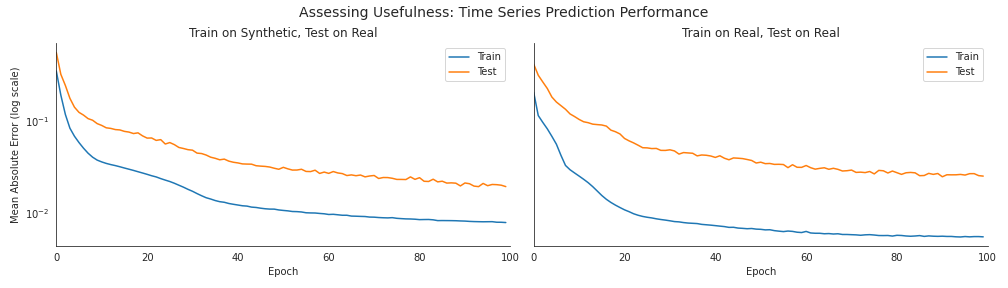 Assessing Usefulness: Time Series Prediction Performance
Train on Synthetic, Test on Real
Train on Real, Test on Real
Train
Test
Train
Test
Mean Absolute Error (log scale)
10⁻¹
10⁻²
0 20 40 60 80 100
0 20 40 60 80 100
Epoch
Epoch